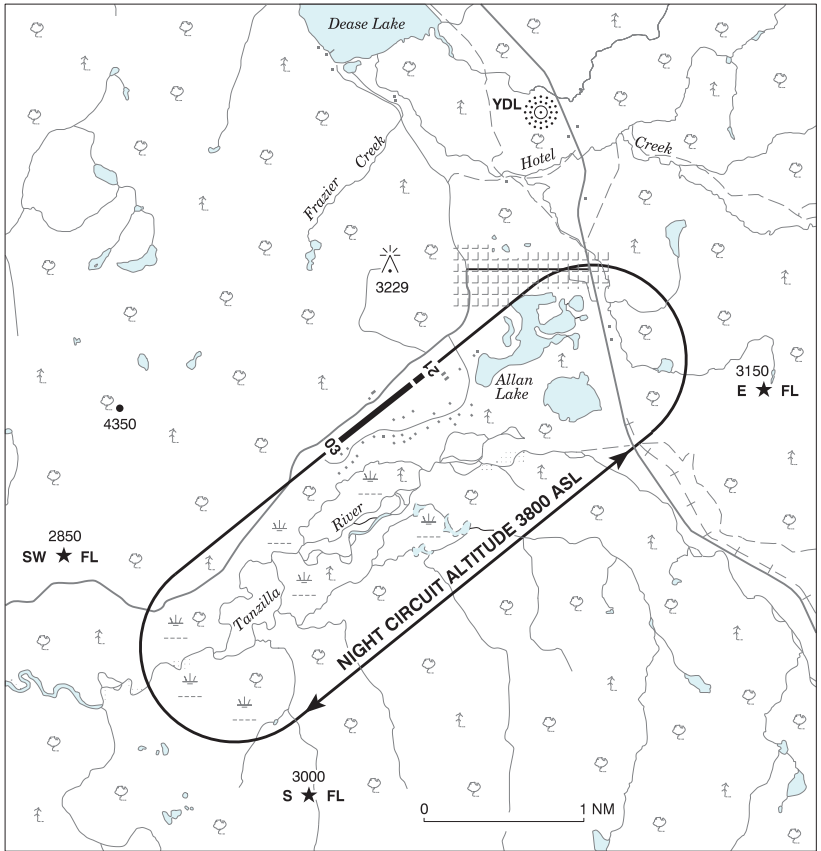 Dease Lake
YDL
Frazier Creek
Hotel Creek
3229
21
Allan
Lake
3150
E ★ FL
4350
03
2850
SW ★ FL
River
Tanzilla
NIGHT CIRCUIT ALTITUDE 3800 ASL
3000
S ★ FL
0 1 NM